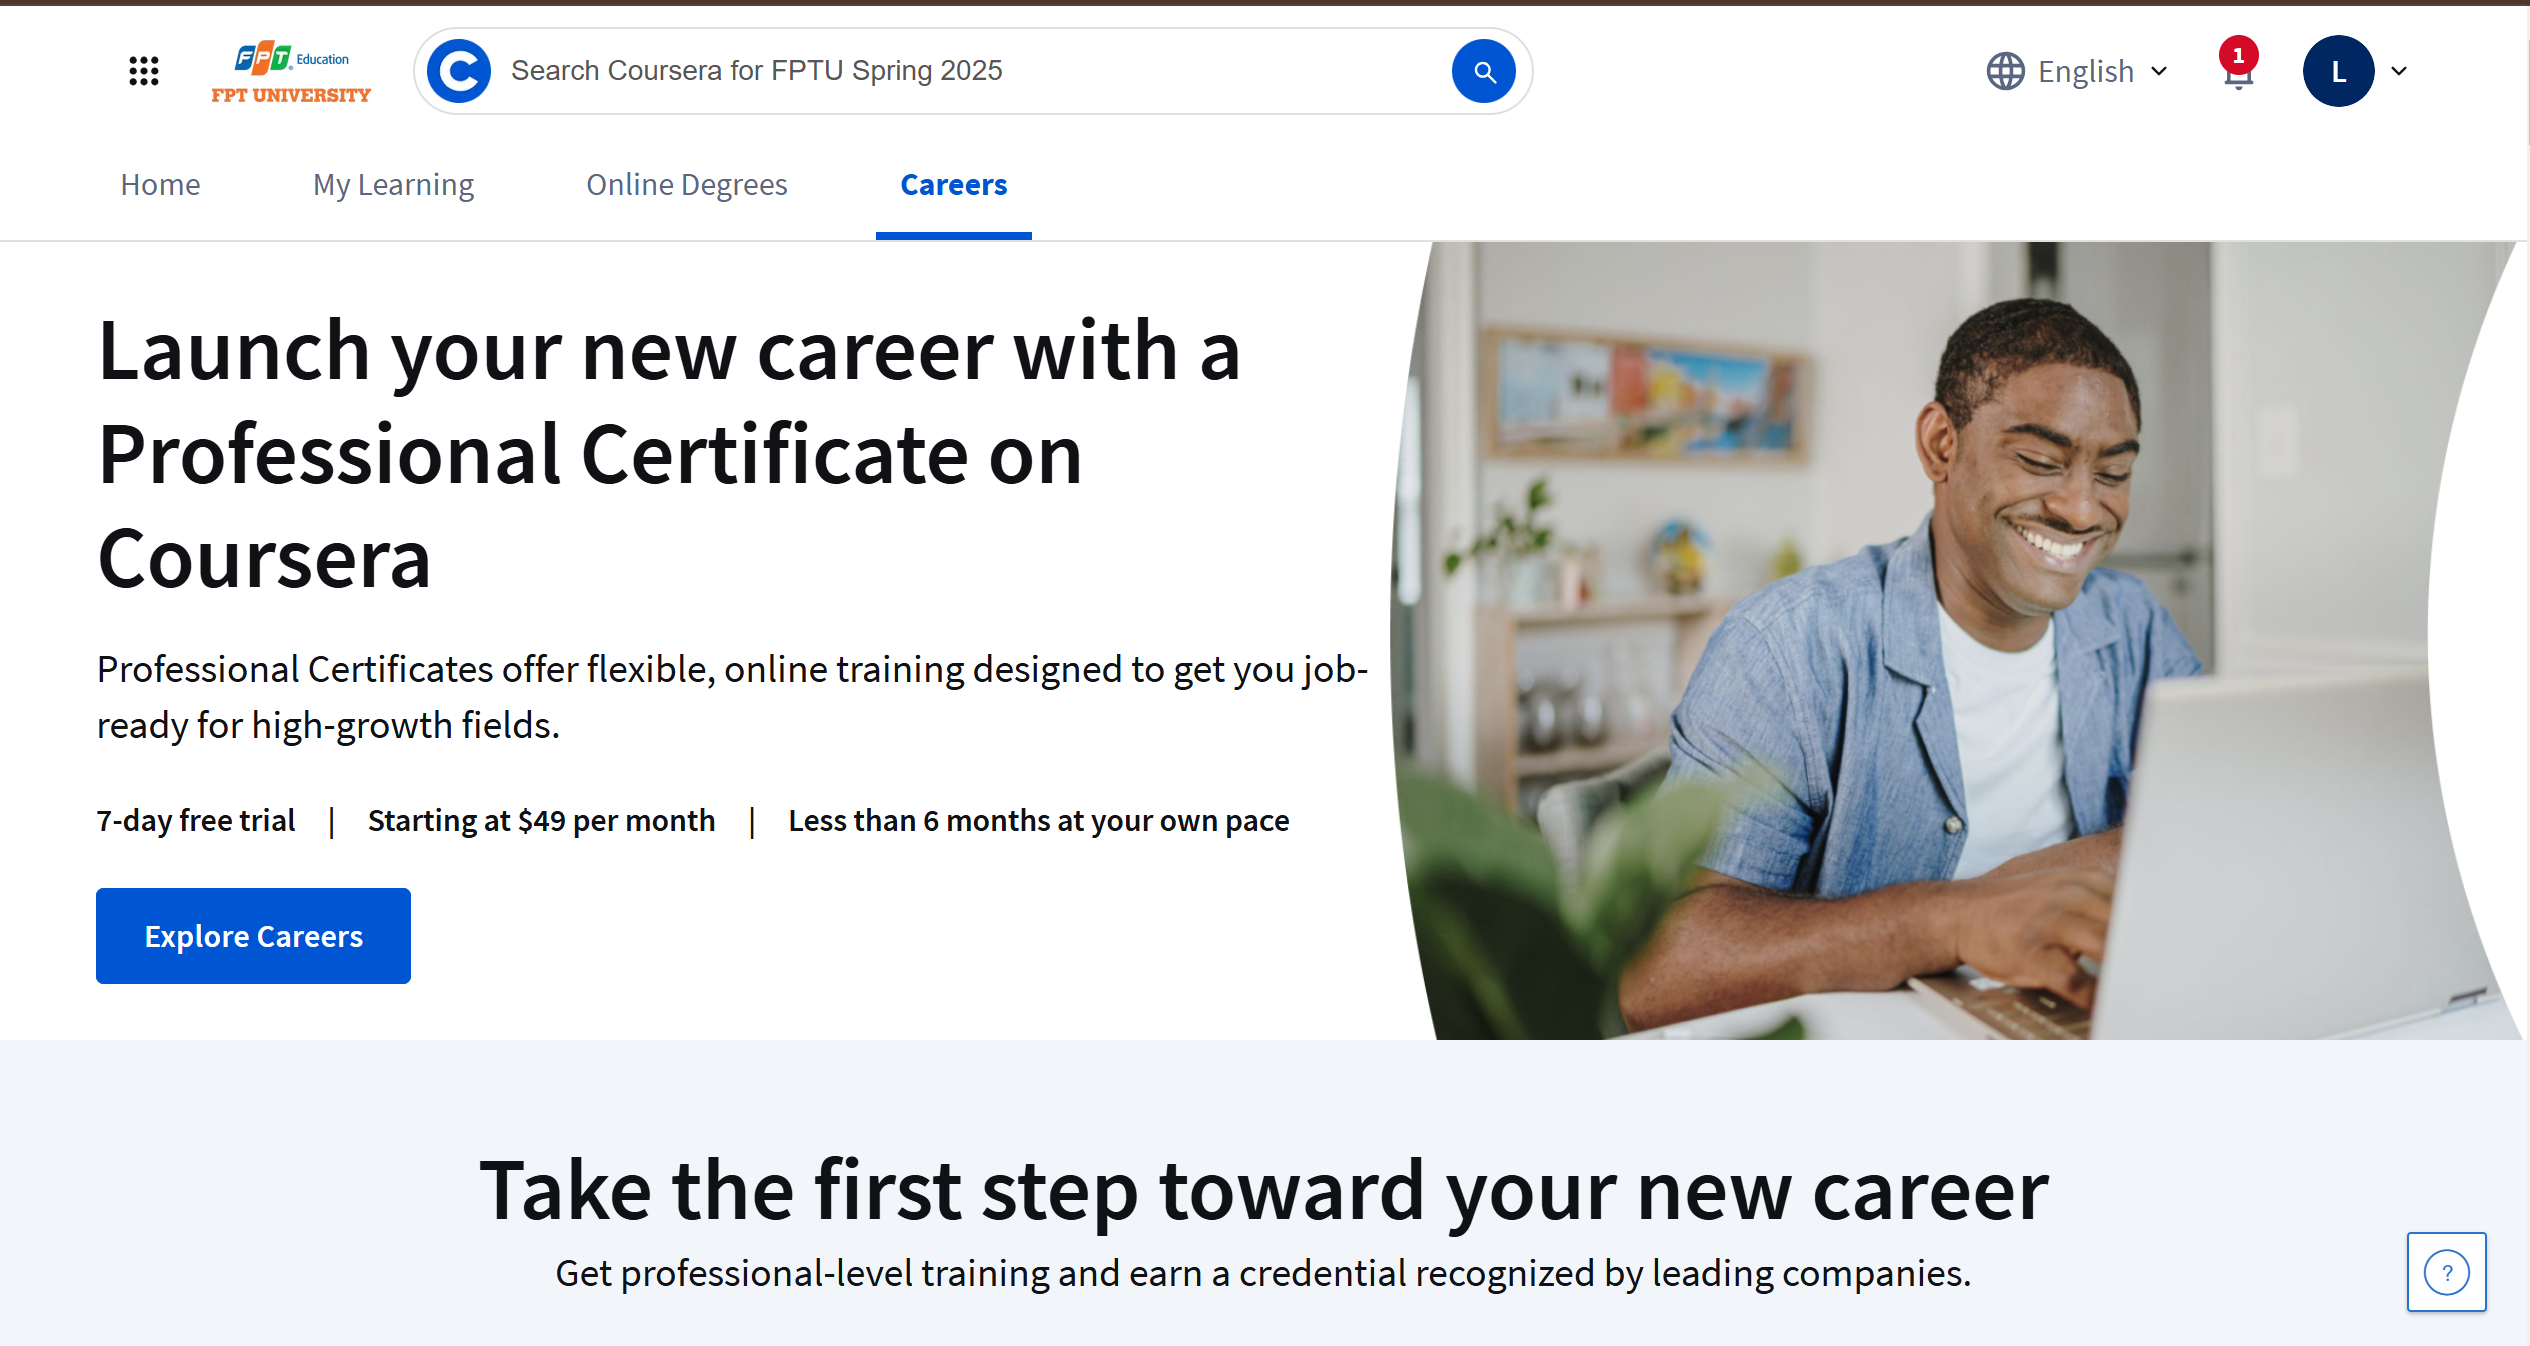 FPT Education
FPT UNIVERSITY
C
Search Coursera for FPTU Spring 2025
English
1
L
Home
My Learning
Online Degrees
Careers
Launch your new career with a
Professional Certificate on
Coursera
Professional Certificates offer flexible, online training designed to get you job-
ready for high-growth fields.
7-day free trial | Starting at $49 per month | Less than 6 months at your own pace
Explore Careers
Take the first step toward your new career
Get professional-level training and earn a credential recognized by leading companies.
?